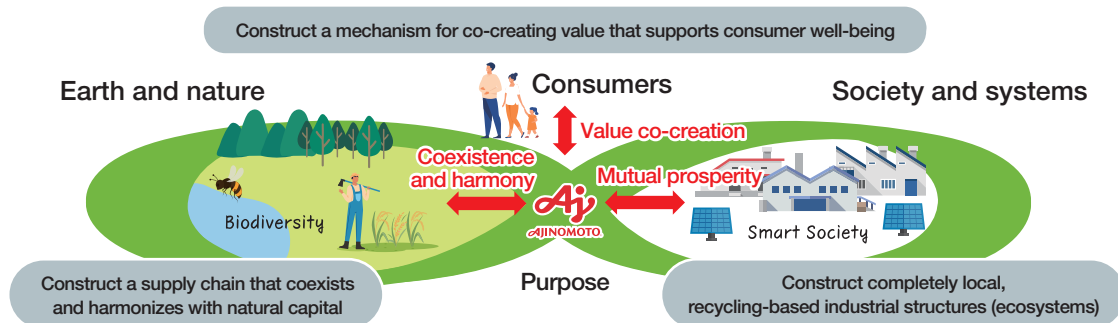 Construct a mechanism for co-creating value that supports consumer well-being
Earth and nature
Consumers
Society and systems
Value co-creation
Coexistence
and harmony
Mutual prosperity
Aj
AJINOMOTO
Biodiversity
Smart Society
Purpose
Construct a supply chain that coexists
and harmonizes with natural capital
Construct completely local,
recycling-based industrial structures (ecosystems)